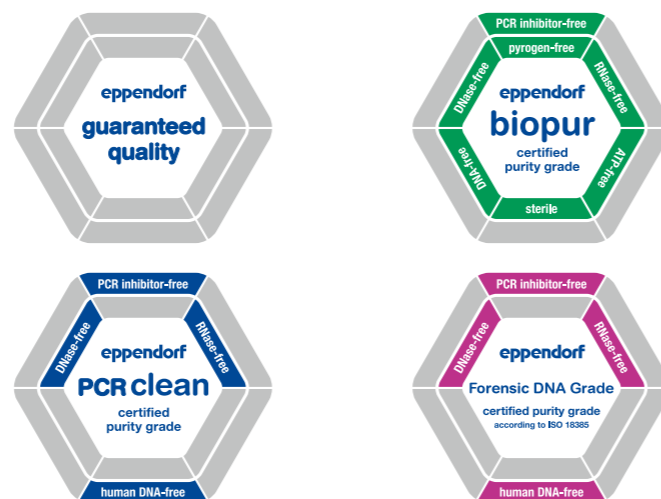 eppendorf
guaranteed
quality
PCR inhibitor-free
pyrogen-free
DNase-free
RNase-free
eppendorf
biopur
certified
purity grade
DNA-free
ATP-free
sterile
PCR inhibitor-free
DNase-free
RNase-free
eppendorf
PCR clean
certified
purity grade
human DNA-free
PCR inhibitor-free
DNase-free
RNase-free
eppendorf
Forensic DNA Grade
certified purity grade
according to ISO 18385
human DNA-free